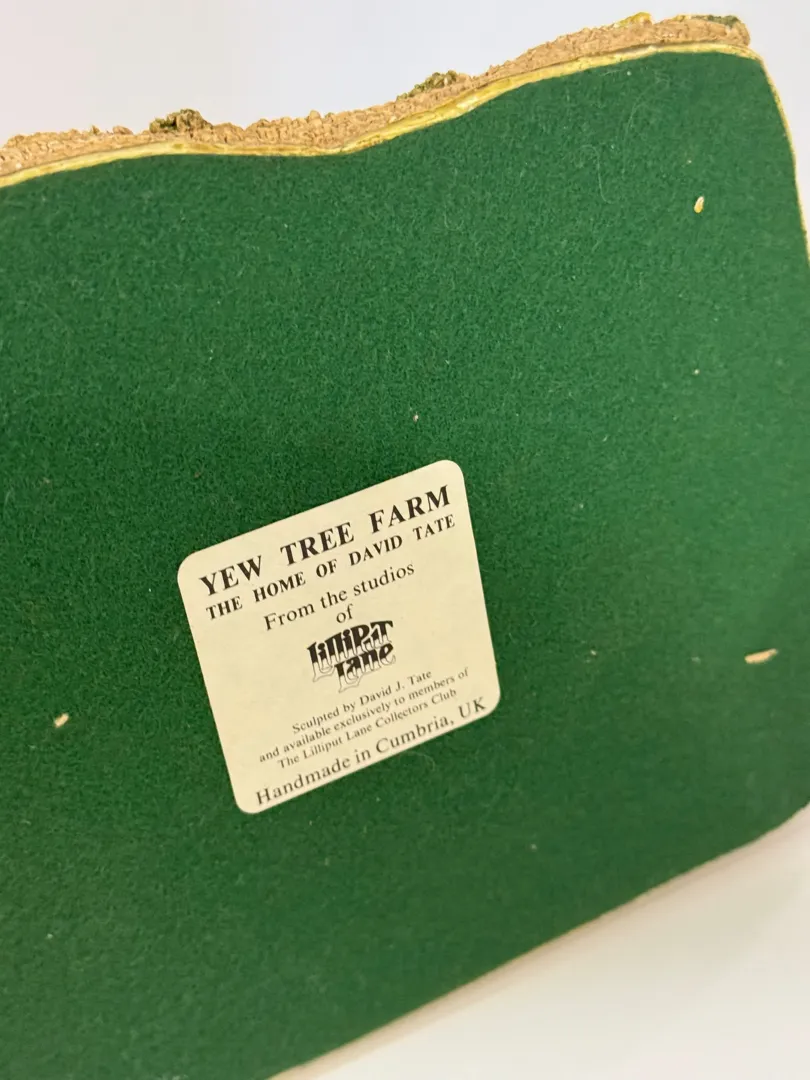 YEW TREE FARM
THE HOME OF DAVID TATE
From the studios
of
LILLIPUT
LANE
Sculpted by David J. Tate
and available exclusively to members of
The Lilliput Lane Collectors Club
Handmade in Cumbria, UK